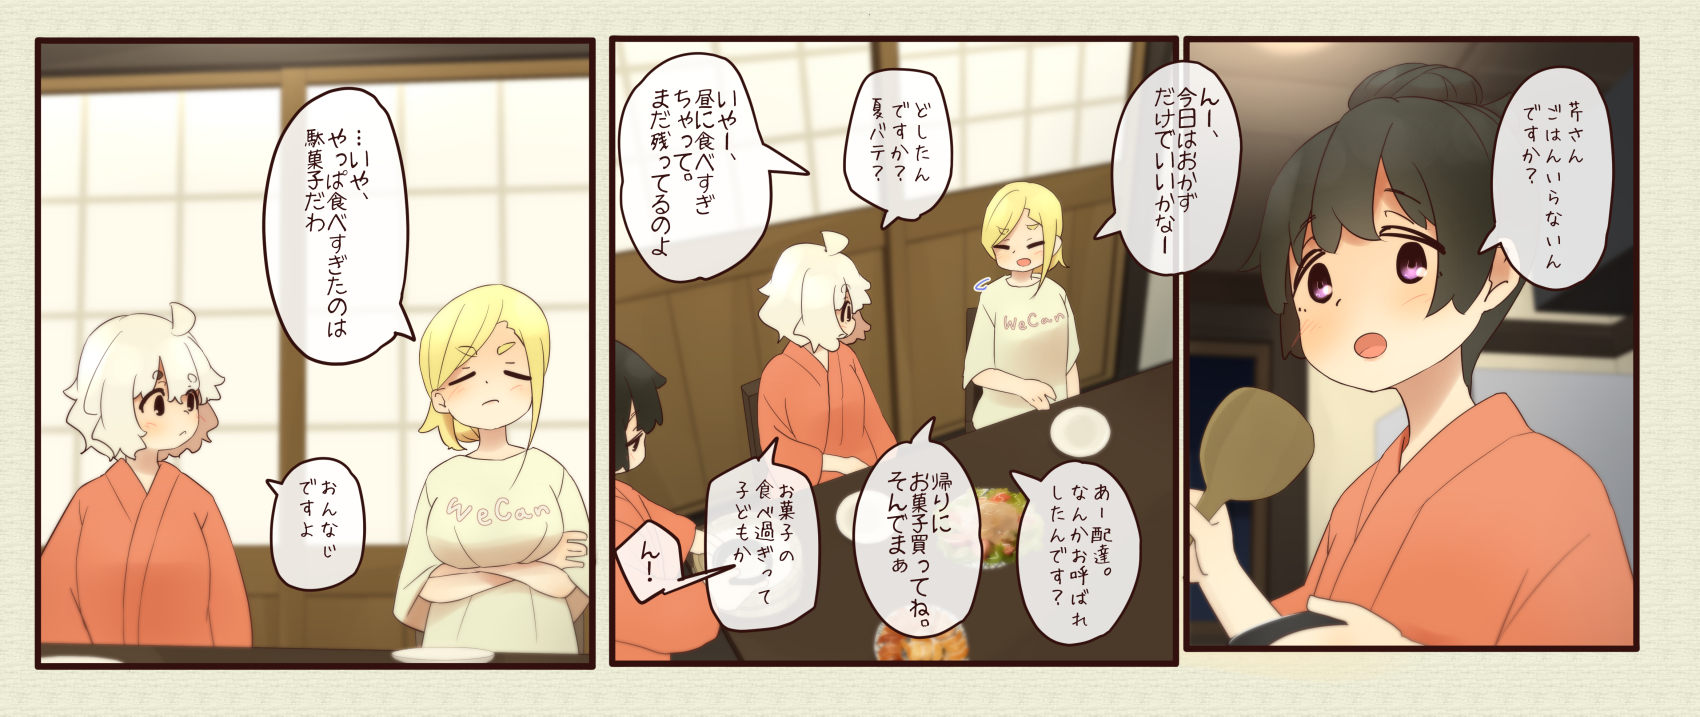 芹さん
ごはんいらないん
ですか?
んー、
今日はおかず
だけでいいかなー
どしたん
ですか?
夏バテ?
いやー、
昼に食べすぎ
ちゃって。
まだ残ってるのよ
あー配達。
なんかお呼ばれ
したんです?
帰りに
お菓子買ってね。
そんでまぁ
お菓子の
食べ過ぎって
子どもか
ん!
WeCan
…いや、
やっぱ食べすぎたのは
駄菓子だわ
おんなじ
ですよ
WeCan